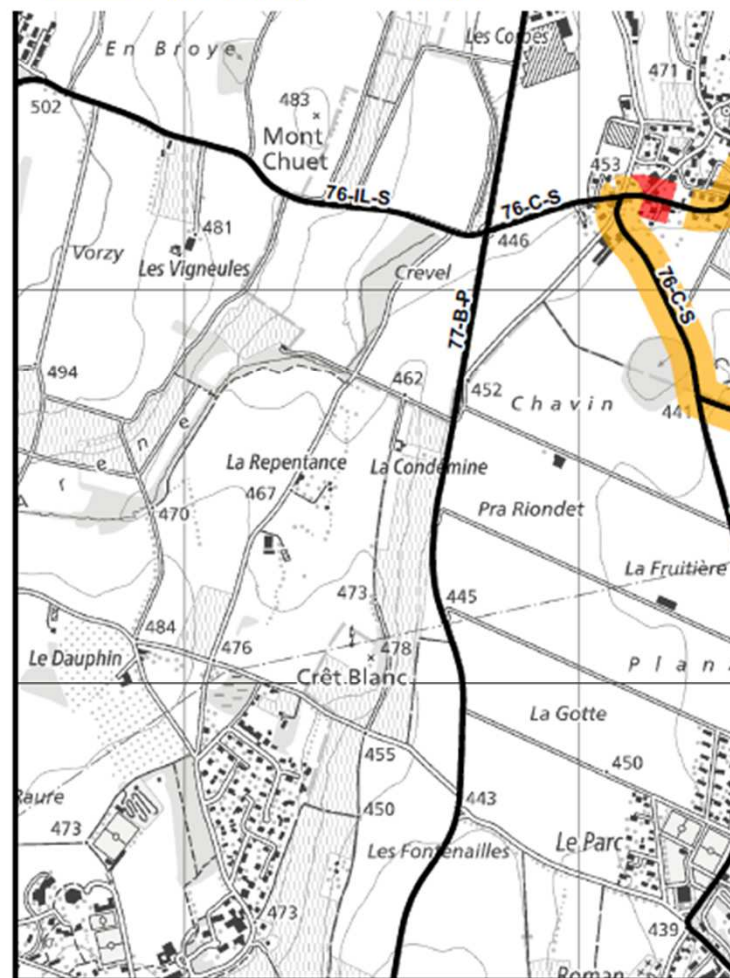 En Broye
Les Corbes
471
502
483
Mont
Chuet
453
76-IL-S
76-C-S
446
481
Vorzy
Les Vigneules
Crevel
76-C-S
77-B-P
494
462
452
Chavin
441
La Repentance
La Condémine
467
470
Pra Riondet
La Fruitière
473
445
484
476
478
Le Dauphin
Crêt Blanc
Plan
La Gotte
455
450
Raure
450
443
473
Les Fontenailles
Le Parc
473
439
Roman